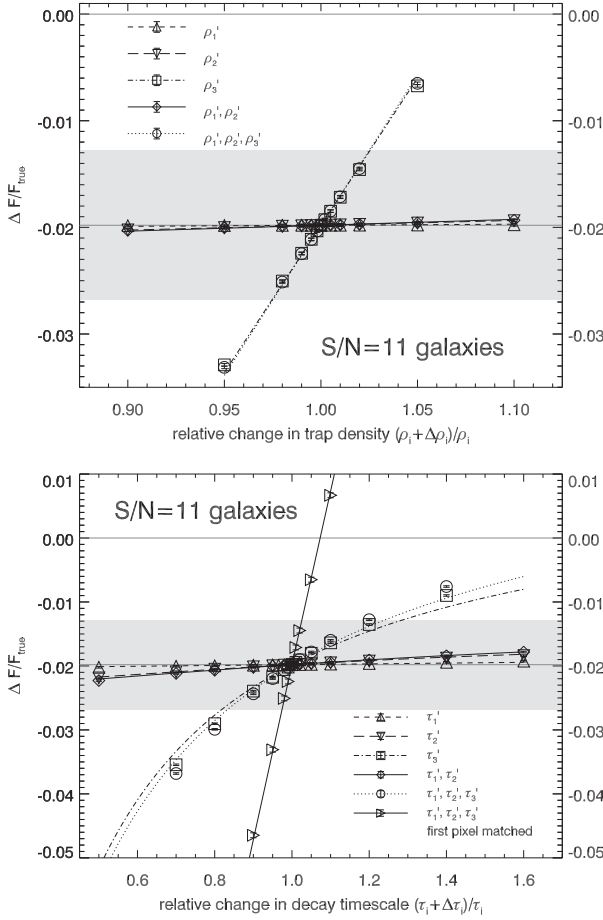 0.00 0.00
ρ₁'
ρ₂'
ρ₃'
-0.01 -0.01
ρ₁', ρ₂'
ρ₁', ρ₂', ρ₃'
Δ F/F_true
-0.02 -0.02
-0.03 -0.03
S/N=11 galaxies
0.90 0.95 1.00 1.05 1.10
relative change in trap density (ρᵢ+Δρᵢ)/ρᵢ
0.01 0.01
S/N=11 galaxies
0.00 0.00
-0.01 -0.01
Δ F/F_true
-0.02 -0.02
τ₁'
τ₂'
-0.03 -0.03
τ₃'
τ₁', τ₂'
-0.04 -0.04
τ₁', τ₂', τ₃'
τ₁', τ₂', τ₃'
first pixel matched
-0.05 -0.05
0.6 0.8 1.0 1.2 1.4 1.6
relative change in decay timescale (τᵢ+Δτᵢ)/τᵢ